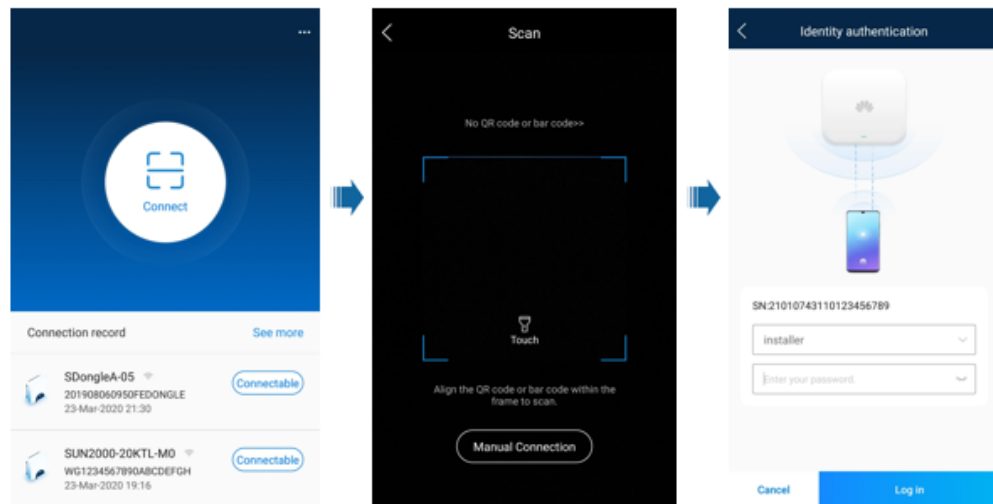 ...
Connect
Connection record
See more
SDongleA-05
201908060950FEDONGLE
23-Mar-2020 21:30
Connectable
SUN2000-20KTL-M0
WG1234567890ABCDEFGH
23-Mar-2020 19:16
Connectable
Scan
No QR code or bar code>>
Touch
Align the QR code or bar code within the
frame to scan.
Manual Connection
Identity authentication
SN:21010743110123456789
installer
Enter your password.
Cancel
Log in